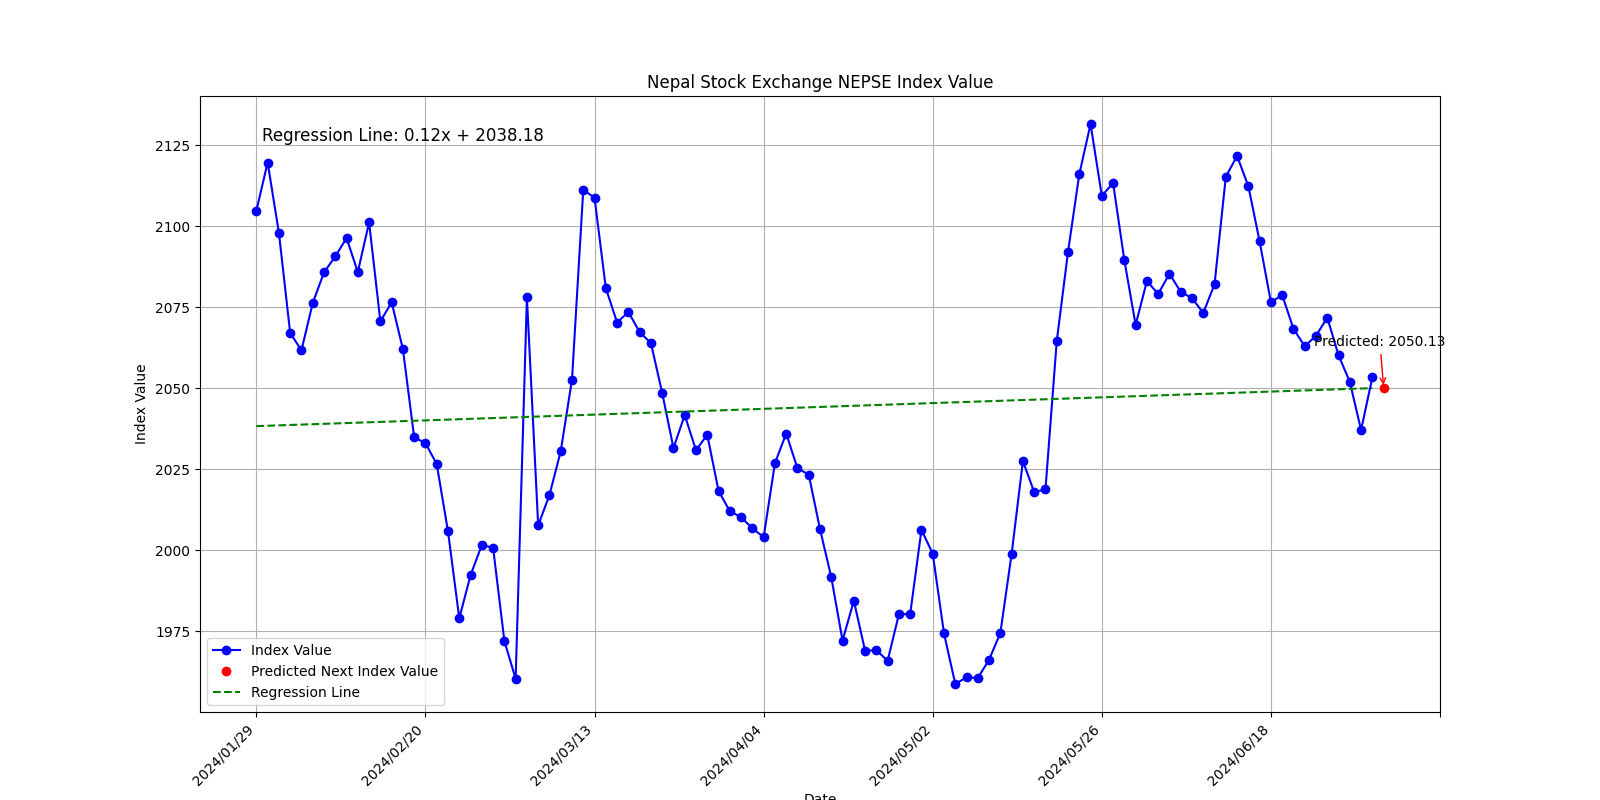 Nepal Stock Exchange NEPSE Index Value
Regression Line: 0.12x + 2038.18
2125
2100
2075
2050
2025
2000
1975
Index Value
Predicted: 2050.13
Index Value
Predicted Next Index Value
Regression Line
2024/01/29
2024/02/20
2024/03/13
2024/04/04
2024/05/02
2024/05/26
2024/06/18
Date